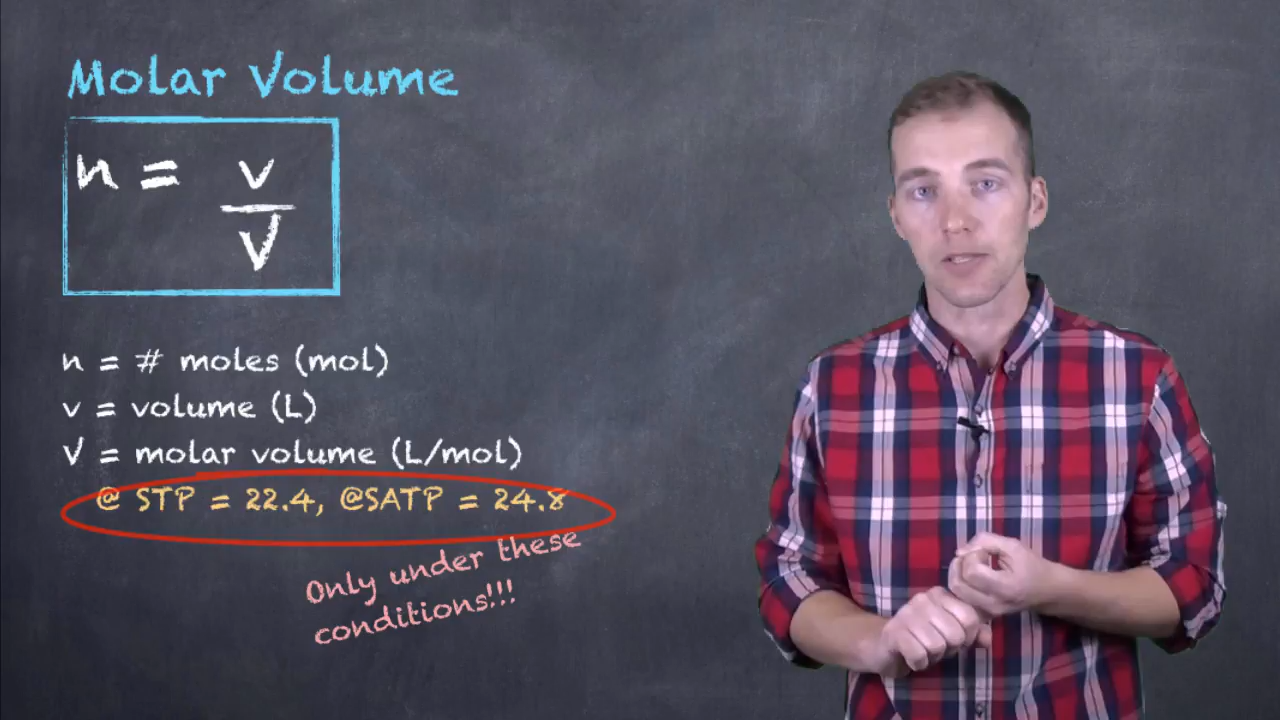 Molar Volume
n = v
V
n = # moles (mol)
v = volume (L)
V = molar volume (L/mol)
@ STP = 22.4, @SATP = 24.8
Only under these
conditions!!!